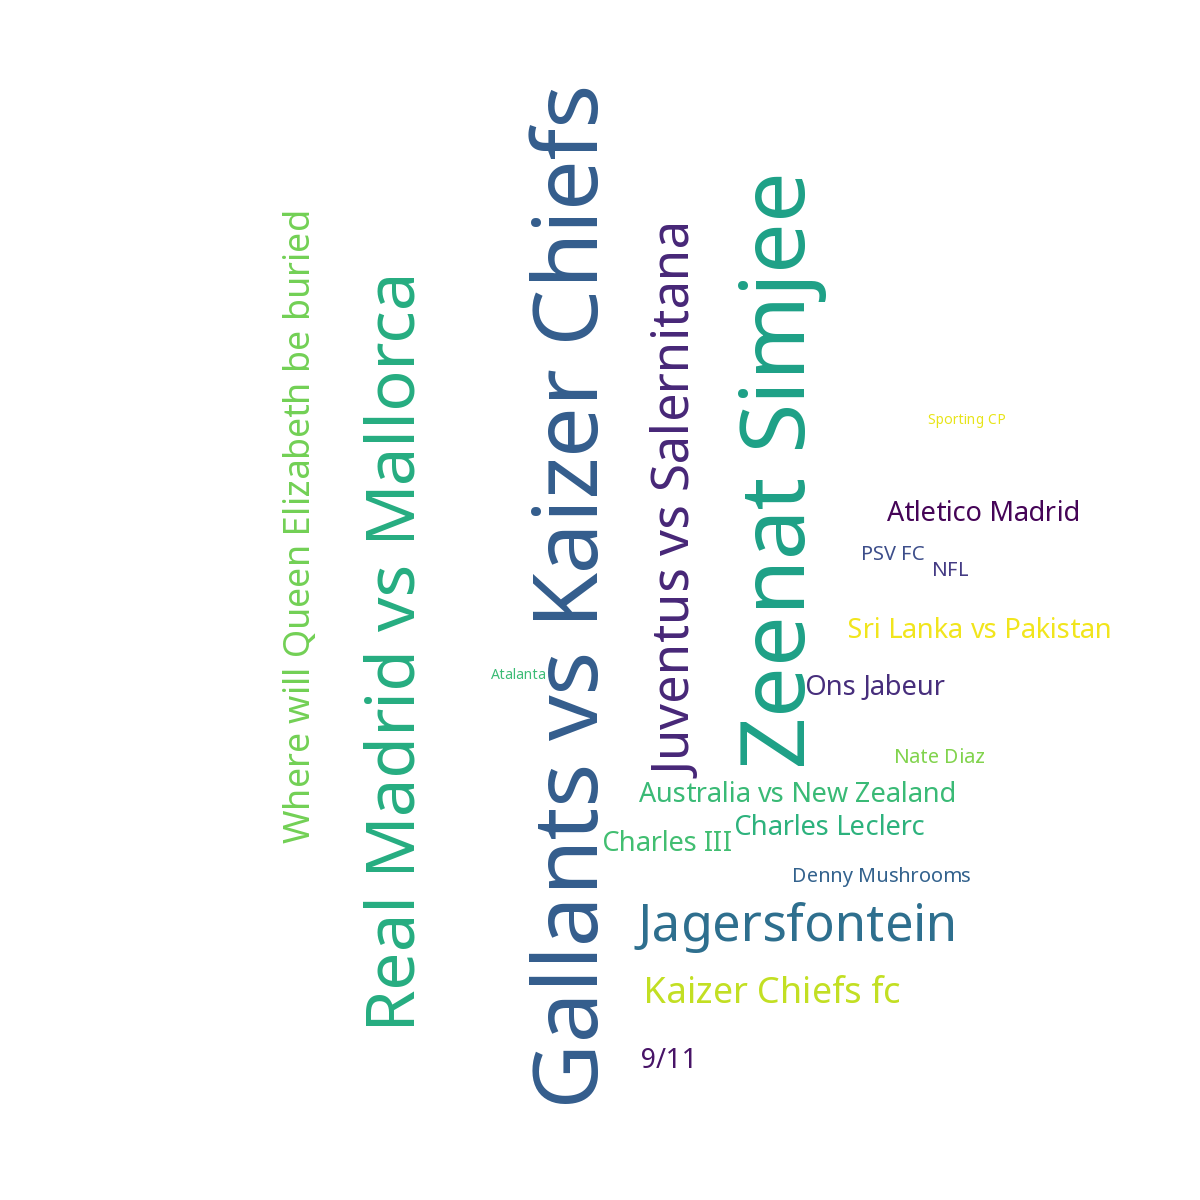 Where will Queen Elizabeth be buried
Real Madrid vs Mallorca
Gallants vs Kaizer Chiefs
Juventus vs Salernitana
Zeenat Simjee
Sporting CP
Atletico Madrid
PSV FC
NFL
Sri Lanka vs Pakistan
Atalanta
Ons Jabeur
Nate Diaz
Australia vs New Zealand
Charles Leclerc
Charles III
Denny Mushrooms
Jagersfontein
Kaizer Chiefs fc
9/11